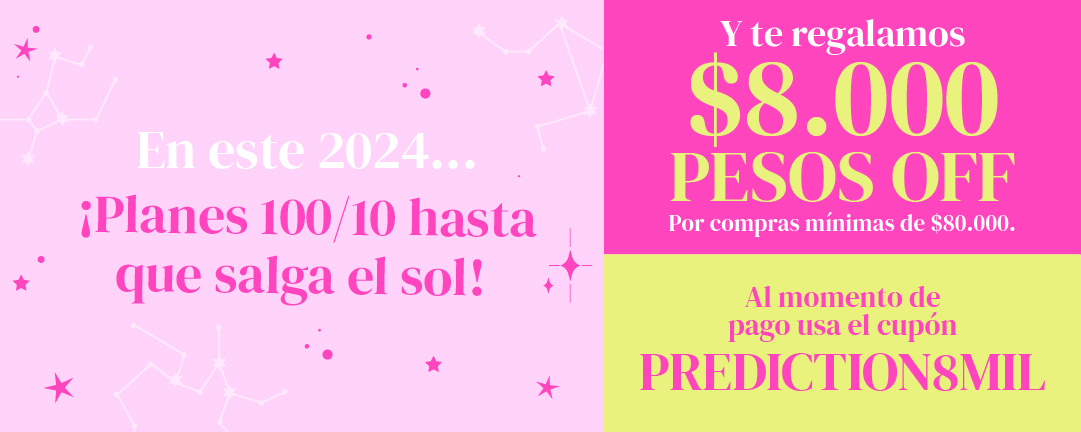 En este 2024...
¡Planes 100/10 hasta
que salga el sol!
Y te regalamos
$8.000
PESOS OFF
Por compras mínimas de $80.000.
Al momento de
pago usa el cupón
PREDICTION8MIL